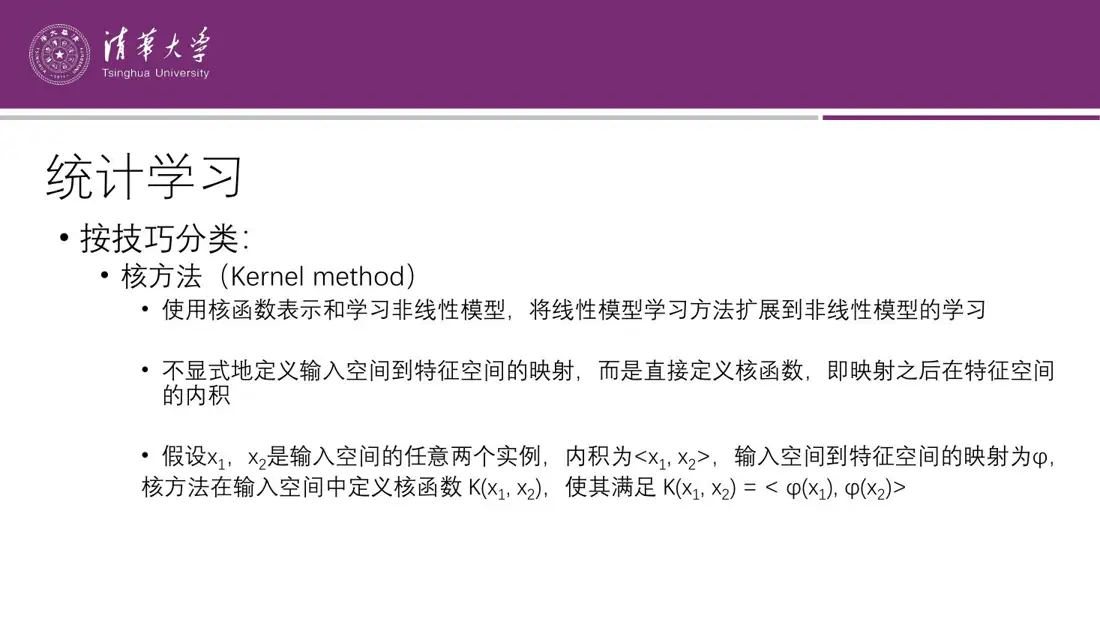 清华大学
Tsinghua University
统计学习
• 按技巧分类:
• 核方法（Kernel method）
• 使用核函数表示和学习非线性模型，将线性模型学习方法扩展到非线性模型的学习
• 不显式地定义输入空间到特征空间的映射，而是直接定义核函数，即映射之后在特征空间
的内积
• 假设x₁，x₂是输入空间的任意两个实例，内积为<x₁, x₂>，输入空间到特征空间的映射为φ，
核方法在输入空间中定义核函数 K(x₁, x₂)，使其满足 K(x₁, x₂) = < φ(x₁), φ(x₂)>